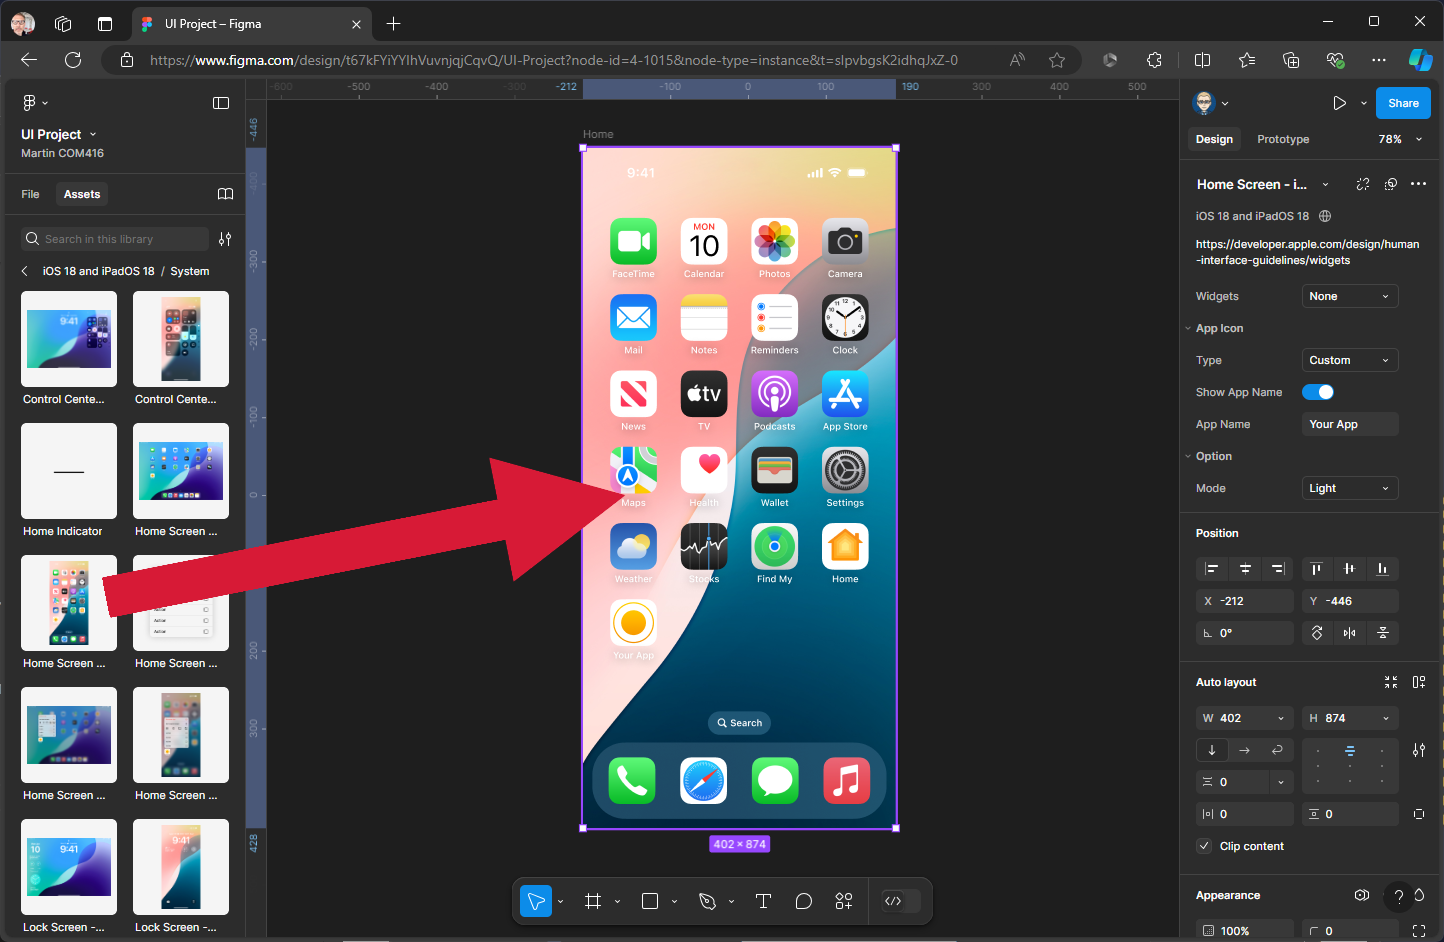 UI Project – Figma
https://www.figma.com/design/t67kFYiYYIhVuvnjqjCqvQ/UI-Project?node-id=4-1015&node-type=instance&t=slpvbgsK2idhqJxZ-0
UI Project
Martin COM416
File
Assets
Search in this library
iOS 18 and iPadOS 18 / System
Control Cente...
Control Cente...
Home Indicator
Home Screen ...
Home Screen ...
Home Screen ...
Home Screen ...
Home Screen ...
Lock Screen -...
Lock Screen -...
-600
-500
-400
-300
-212
-100
0
100
190
300
400
500
-446
-400
-300
-200
-100
0
200
300
428
Home
9:41
MON
10
FaceTime
Calendar
Photos
Camera
Mail
Notes
Reminders
Clock
tv
News
TV
Podcasts
App Store
Maps
Health
Wallet
Settings
Weather
Stocks
Find My
Home
Your App
Search
402 × 874
Share
Design
Prototype
78%
Home Screen - i...
iOS 18 and iPadOS 18
https://developer.apple.com/design/human
-interface-guidelines/widgets
Widgets
None
App Icon
Type
Custom
Show App Name
App Name
Your App
Option
Mode
Light
Position
X -212
Y -446
0°
Auto layout
W 402
H 874
0
0
0
Clip content
Appearance
?
100%
0